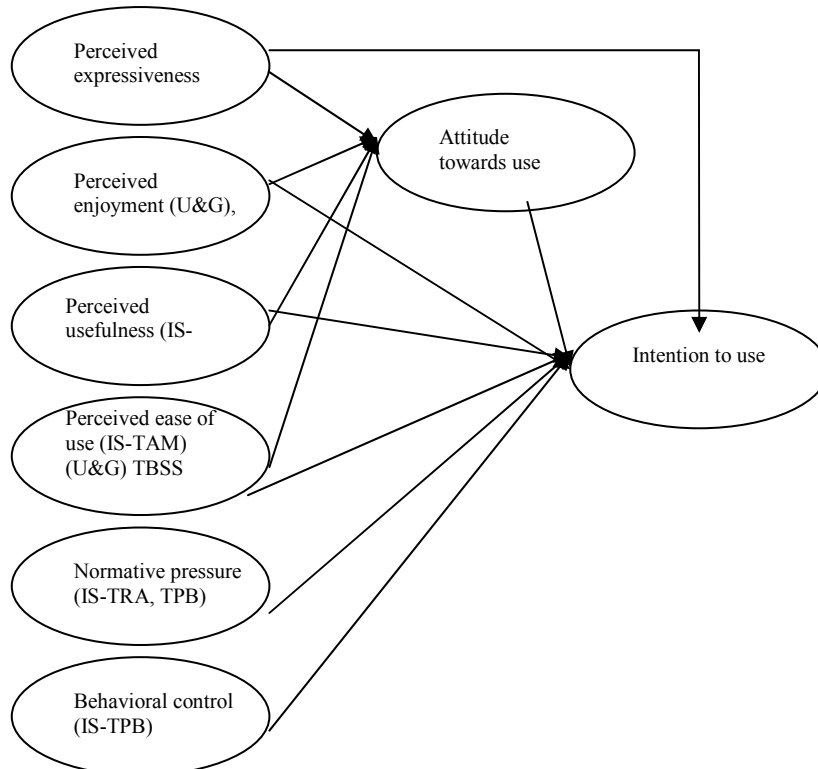 Perceived
expressiveness
Attitude
towards use
Perceived
enjoyment (U&G),
Perceived
usefulness (IS-
Intention to use
Perceived ease of
use (IS-TAM)
(U&G) TBSS
Normative pressure
(IS-TRA, TPB)
Behavioral control
(IS-TPB)